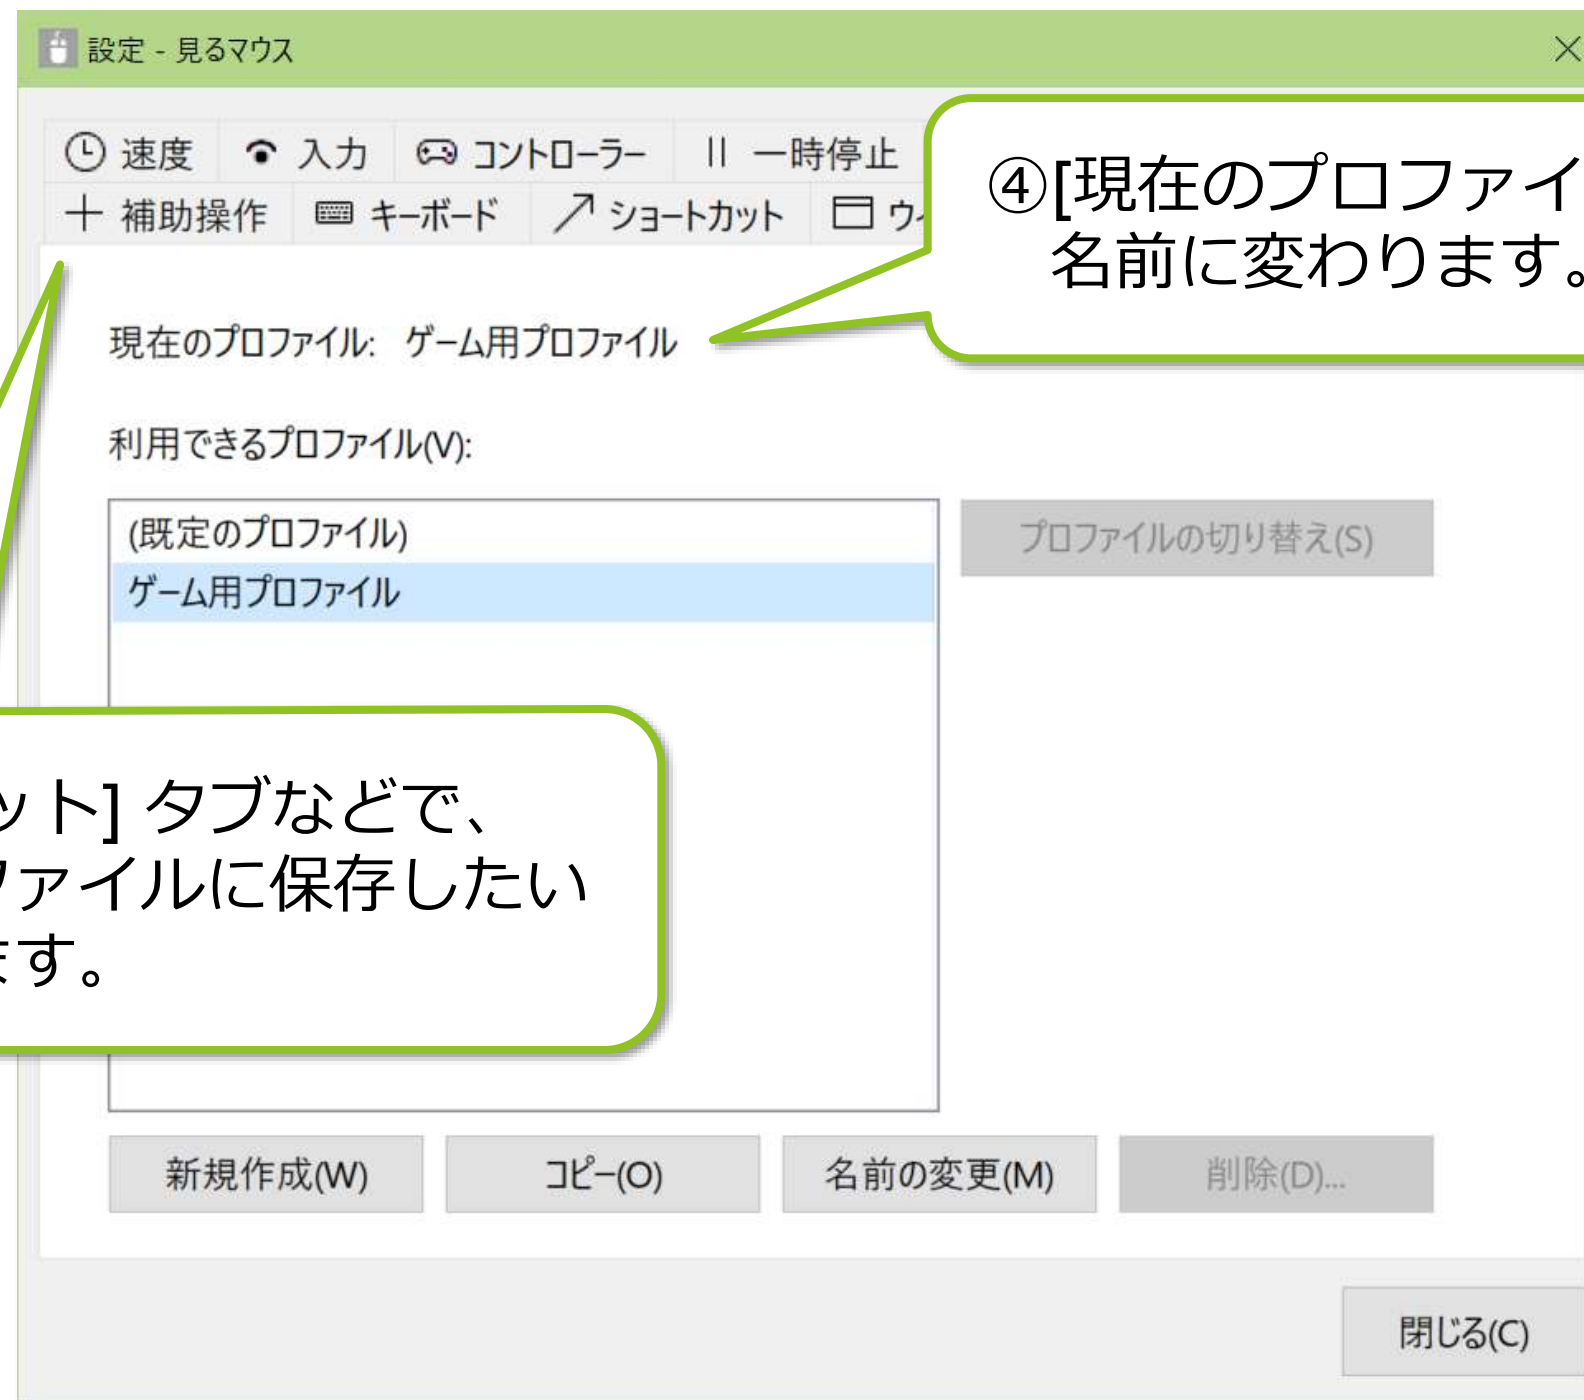 設定 - 見るマウス
速度 入力 コントローラー 一時停止
補助操作 キーボード ショートカット
④[現在のプロファイ
名前に変わります。
現在のプロファイル: ゲーム用プロファイル
利用できるプロファイル(V):
(既定のプロファイル)
ゲーム用プロファイル
プロファイルの切り替え(S)
ット] タブなどで、
ファイルに保存したい
ます。
新規作成(W) コピー(O) 名前の変更(M) 削除(D)...
閉じる(C)